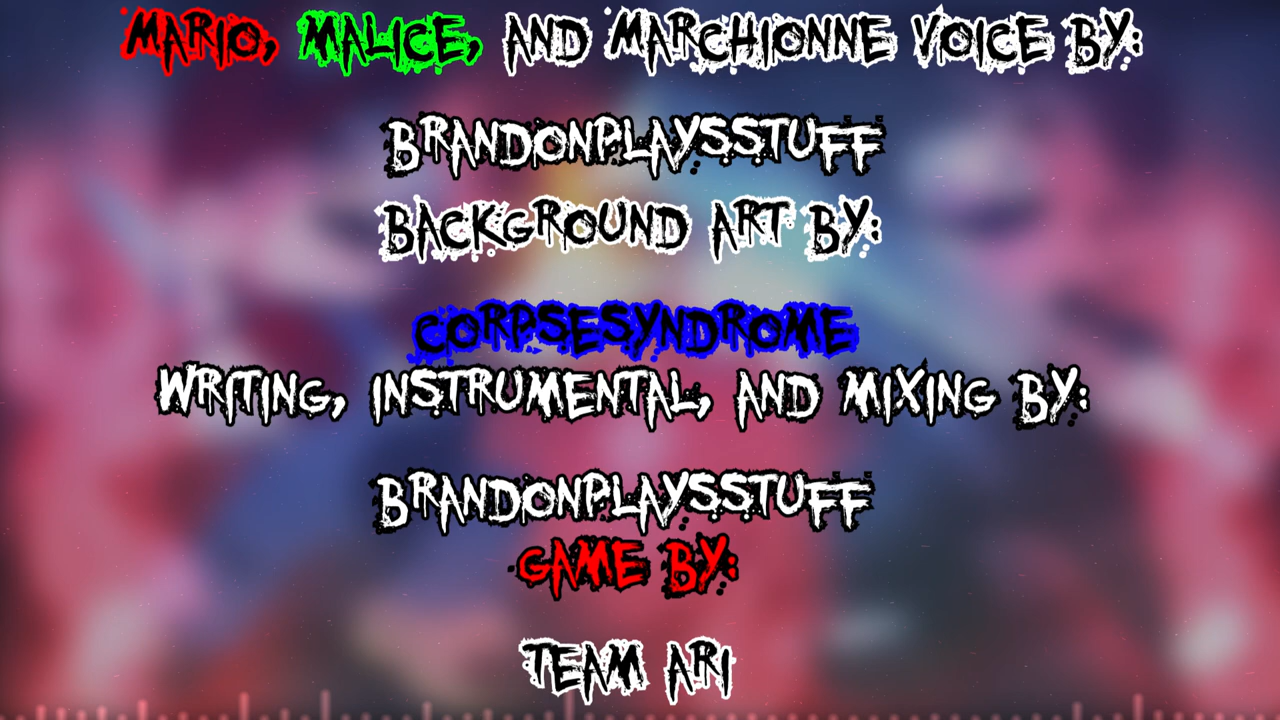 MARIO, MALICE, AND MARCHIONNE VOICE BY:
BRANDONPLAYSSTUFF
BACKGROUND ART BY:
CORPSESYNDROME
WRITING, INSTRUMENTAL, AND MIXING BY:
BRANDONPLAYSSTUFF
GAME BY:
TEAM ARI